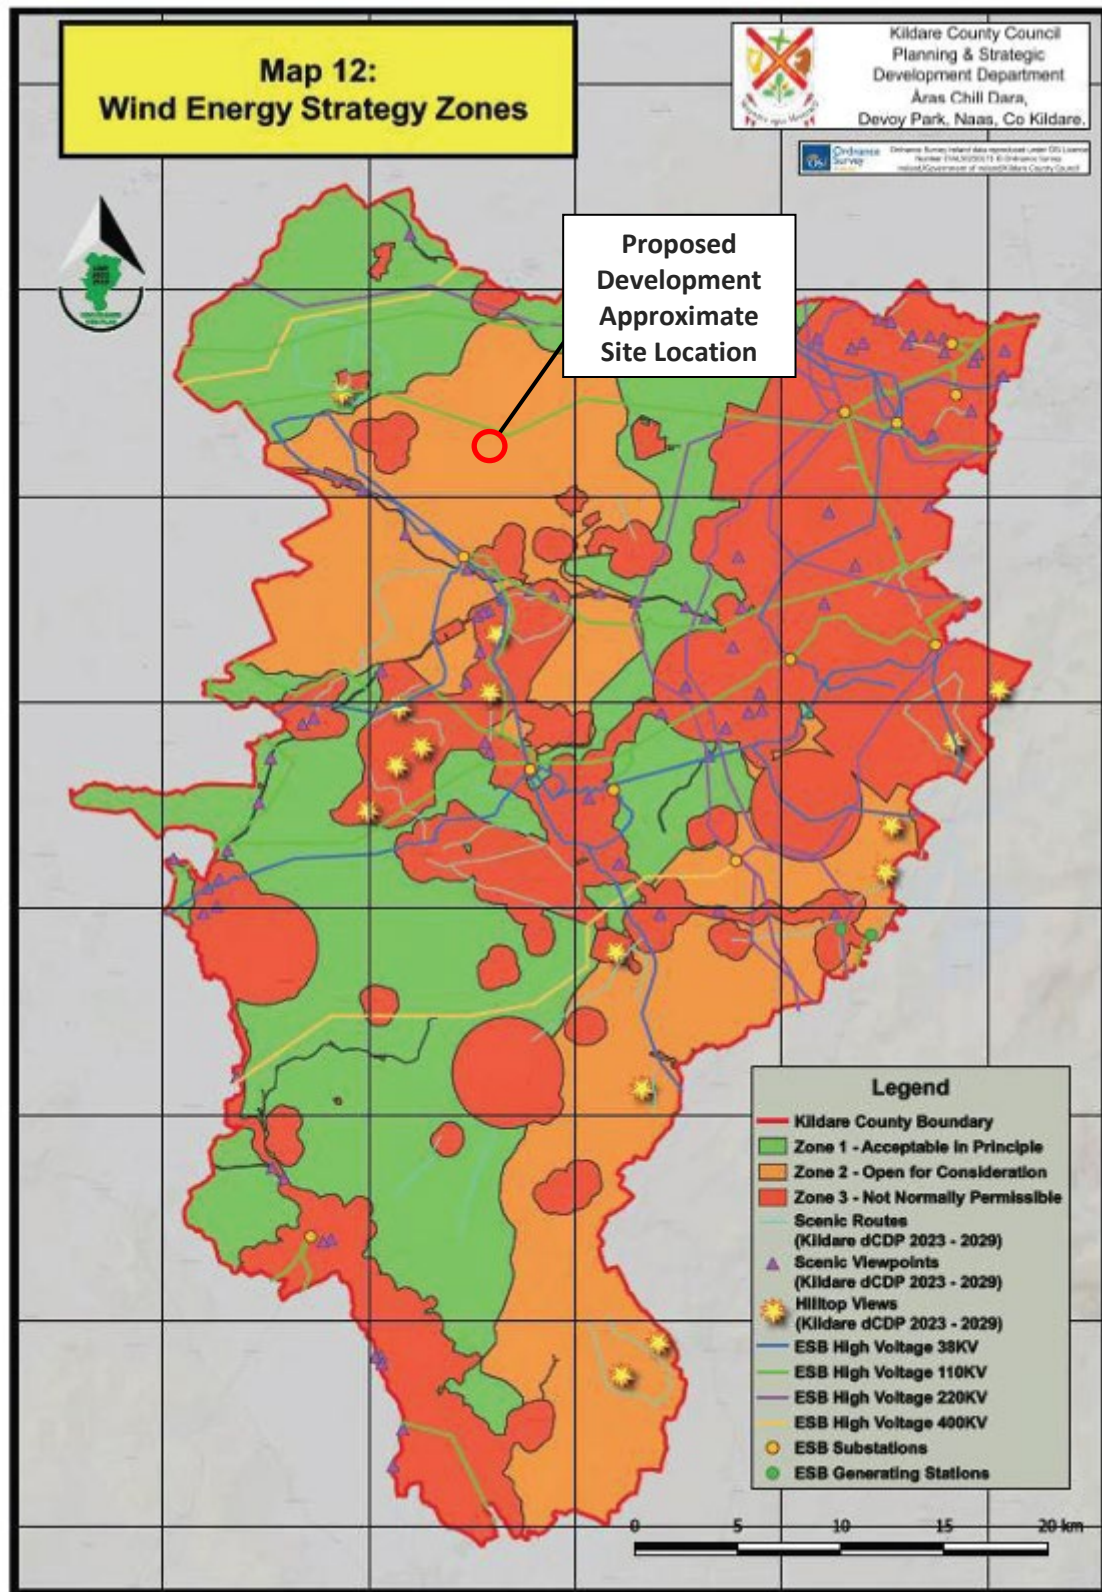 Map 12:
Wind Energy Strategy Zones
Kildare County Council
Planning & Strategic
Development Department
Áras Chill Dara,
Devoy Park, Naas, Co Kildare.
Ordnance
Survey
Proposed
Development
Approximate
Site Location
Legend
Kildare County Boundary
Zone 1 - Acceptable in Principle
Zone 2 - Open for Consideration
Zone 3 - Not Normally Permissible
Scenic Routes
(Kildare dCDP 2023 - 2029)
Scenic Viewpoints
(Kildare dCDP 2023 - 2029)
Hilltop Views
(Kildare dCDP 2023 - 2029)
ESB High Voltage 38KV
ESB High Voltage 110KV
ESB High Voltage 220KV
ESB High Voltage 400KV
ESB Substations
ESB Generating Stations
0 5 10 15 20 km